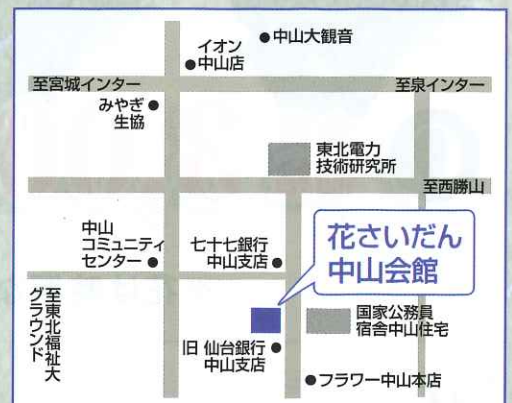 中山大観音
イオン
中山店
至宮城インター
至泉インター
みやぎ
生協
東北電力
技術研究所
至西勝山
中山
コミュニティ
センター
七十七銀行
中山支店
花さいだん
中山会館
至東北福祉大
グラウンド
国家公務員
宿舎中山住宅
旧 仙台銀行
中山支店
フラワー中山本店